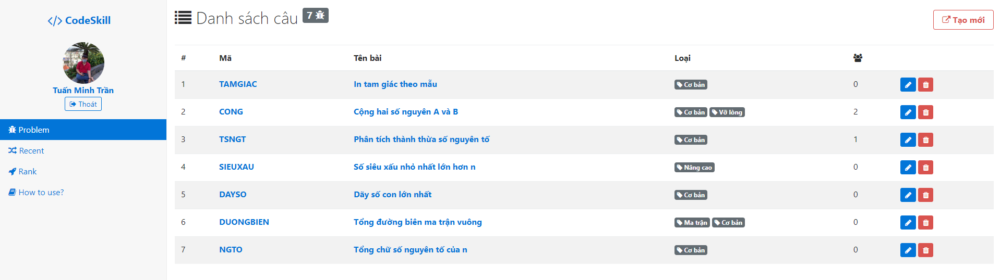 </> CodeSkill
Tuấn Minh Trần
Thoát
Problem
Recent
Rank
How to use?
Danh sách câu 7
Tạo mới
# Mã Tên bài Loại
1 TAMGIAC In tam giác theo mẫu Cơ bản 0
2 CONG Cộng hai số nguyên A và B Cơ bản Vỡ lòng 2
3 TSNGT Phân tích thành thừa số nguyên tố Cơ bản 1
4 SIEUXAU Số siêu xấu nhỏ nhất lớn hơn n Nâng cao 0
5 DAYSO Dãy số con lớn nhất Cơ bản 0
6 DUONGBIEN Tổng đường biên ma trận vuông Ma trận Cơ bản 0
7 NGTO Tổng chữ số nguyên tố của n Cơ bản 0